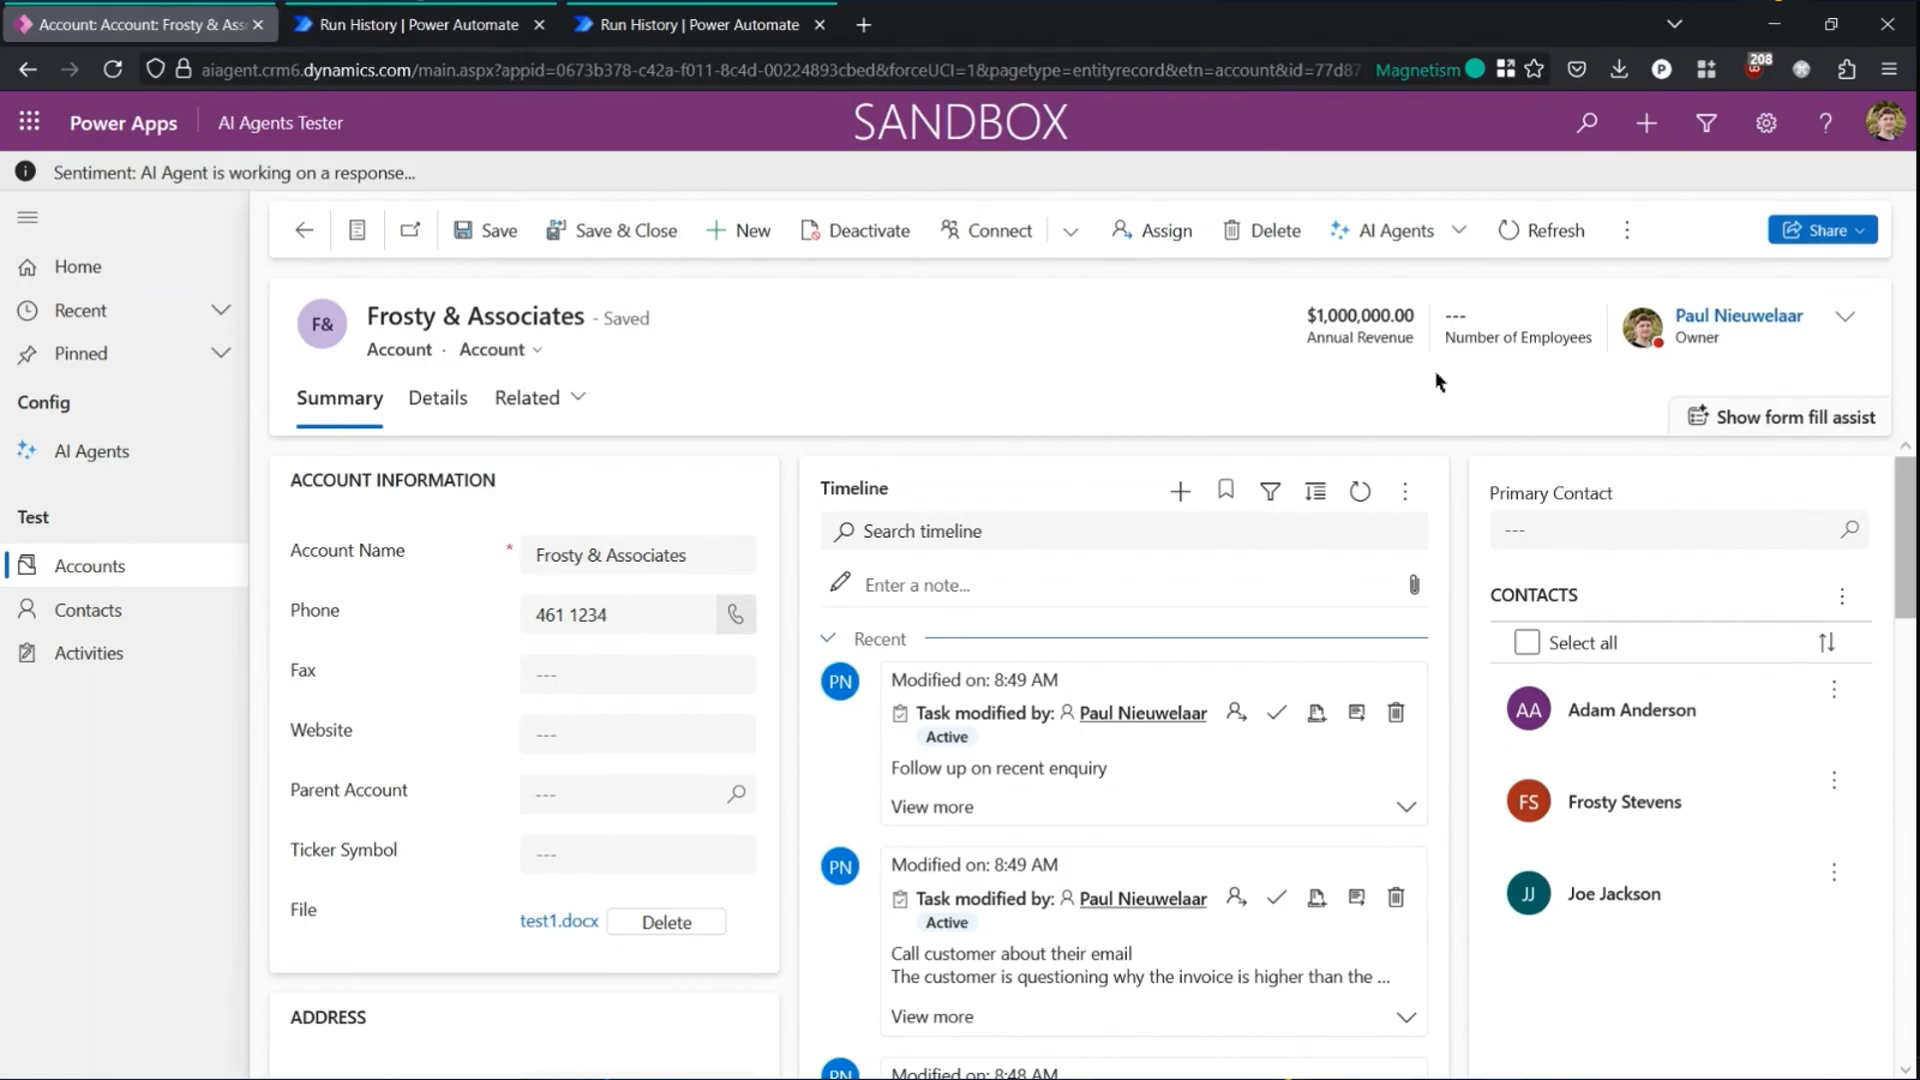 Account: Account: Frosty & Ass
Run History | Power Automate
Run History | Power Automate
aiagent.crm6.dynamics.com/main.aspx?appid=0673b378-c42a-f011-8c4d-00224893cbed&forceUCI=1&pagetype=entityrecord&etn=account&id=77d87
Magnetism
208
Power Apps
AI Agents Tester
SANDBOX
Sentiment: AI Agent is working on a response...
Save
Save & Close
New
Deactivate
Connect
Assign
Delete
AI Agents
Refresh
Share
Home
Recent
Pinned
Config
AI Agents
Test
Accounts
Contacts
Activities
F&
Frosty & Associates - Saved
Account · Account
$1,000,000.00
Annual Revenue
---
Number of Employees
Paul Nieuwelaar
Owner
Summary
Details
Related
Show form fill assist
ACCOUNT INFORMATION
Account Name
*
Frosty & Associates
Phone
461 1234
Fax
---
Website
---
Parent Account
---
Ticker Symbol
---
File
test1.docx
Delete
ADDRESS
Timeline
Search timeline
Enter a note...
Recent
PN
Modified on: 8:49 AM
Task modified by: Paul Nieuwelaar
Active
Follow up on recent enquiry
View more
PN
Modified on: 8:49 AM
Task modified by: Paul Nieuwelaar
Active
Call customer about their email
The customer is questioning why the invoice is higher than the ...
View more
PN
Modified on: 8:48 AM
Primary Contact
---
CONTACTS
Select all
AA
Adam Anderson
FS
Frosty Stevens
JJ
Joe Jackson